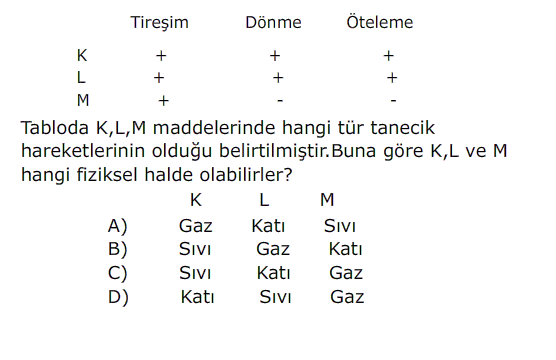 Tireşim Dönme Öteleme
K + + +
L + + +
M + - -
Tabloda K,L,M maddelerinde hangi tür tanecik
hareketlerinin olduğu belirtilmiştir.Buna göre K,L ve M
hangi fiziksel halde olabilirler?
K L M
A) Gaz Katı Sıvı
B) Sıvı Gaz Katı
C) Sıvı Katı Gaz
D) Katı Sıvı Gaz